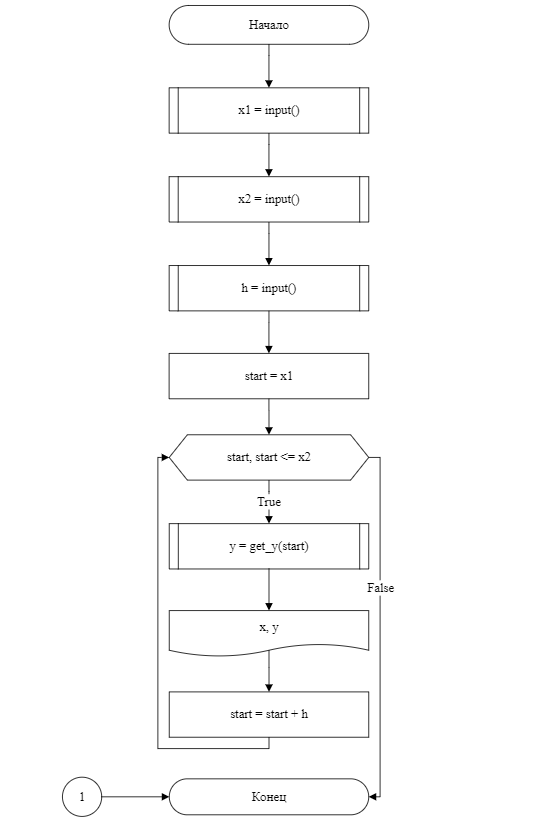 Начало
x1 = input()
x2 = input()
h = input()
start = x1
start, start <= x2
True
y = get_y(start)
False
x, y
start = start + h
1
Конец